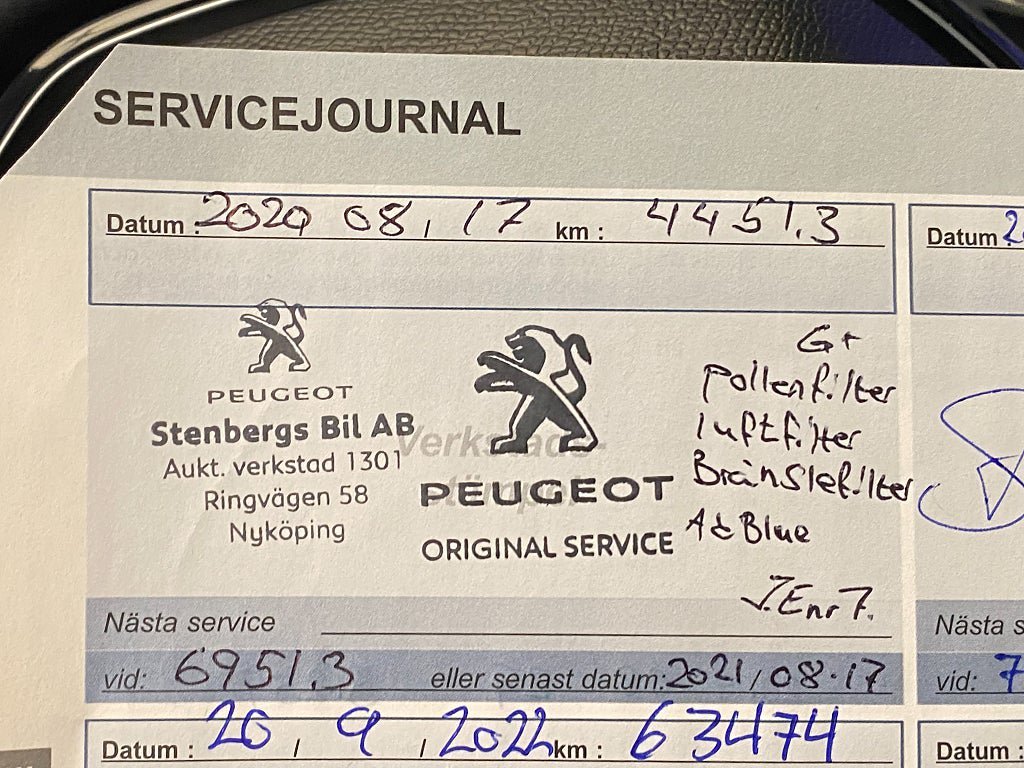 SERVICEJOURNAL
Datum : 2020 08, 17 km : 4451.3
PEUGEOT
Stenbergs Bil AB
Aukt. verkstad 1301
Ringvägen 58
Nyköping
Verkstads-
PEUGEOT
ORIGINAL SERVICE
G+
pollenfilter
luftfilter
Bränslefilter
AdBlue
Nästa service
vid: 6951.3 eller senast datum: 2021/08-17
Datum : 20 / 9 / 2022 km : 63474
Datum
Nästa s
vid: 7
Datum :